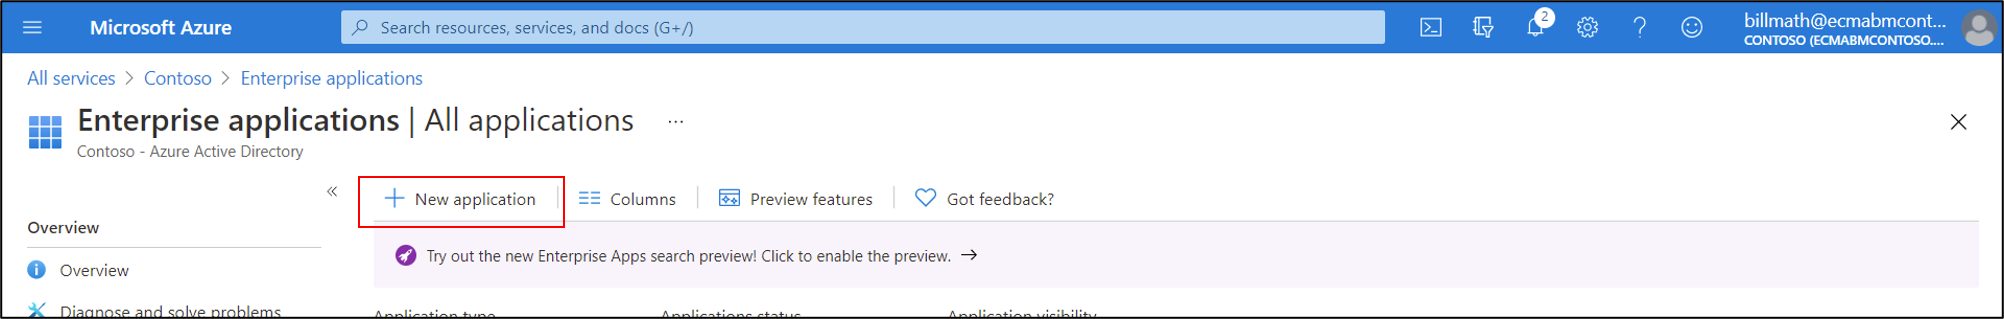 Microsoft Azure
Search resources, services, and docs (G+/)
2
billmath@ecmabmcont...
CONTOSO (ECMABMCONTOSO....
All services > Contoso > Enterprise applications
Enterprise applications | All applications ...
Contoso - Azure Active Directory
«
New application
Columns
Preview features
Got feedback?
Overview
Try out the new Enterprise Apps search preview! Click to enable the preview. →
Overview
Diagnose and solve problems
Application type
Applications status
Application visibility